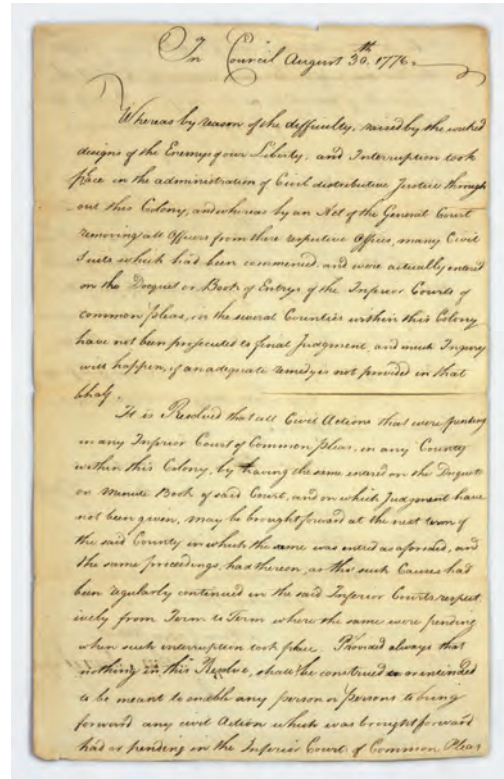 In Council August 30th. 1776.
Whereas by reason of the difficulty, raised by the wicked
designs of the Enemys of our Liberty, and Interruption took
place in the administration of Civil distributive Justice through
out this Colony, and whereas by an Act of the General Court
removing all Officers from there respective Offices, many Civil
Suits which had been commenced, and were actually entered
on the Docquet or Book of Entrys of the Inferior Courts of
common pleas, in the several Counties within this Colony
have not been prosecuted to final Judgment, and much Injury
will happen, if an adequate remedy is not provided in that
behalf.
It is Resolved that all Civil Actions that were pending
in any Inferior Court of Common pleas, in any County
within this Colony, by having the same entered on the Doquets
or Minute Book of said Court, and on which Judgment have
not been given, may be brought forward at the next term of
the said County in which the same was entred as aforesaid, and
the same proceedings, had thereon, as tho such Causes had
been regularly continued in the said Inferior Courts respect
ively from Term to Term where the same were pending
when such interruption took place. Provided always that
nothing in this Resolve, shall be construed or intended
to be meant to enable any person or persons to bring
forward any civil Action which was brought forward
had or pending in the Inferior Courts of Common Pleas